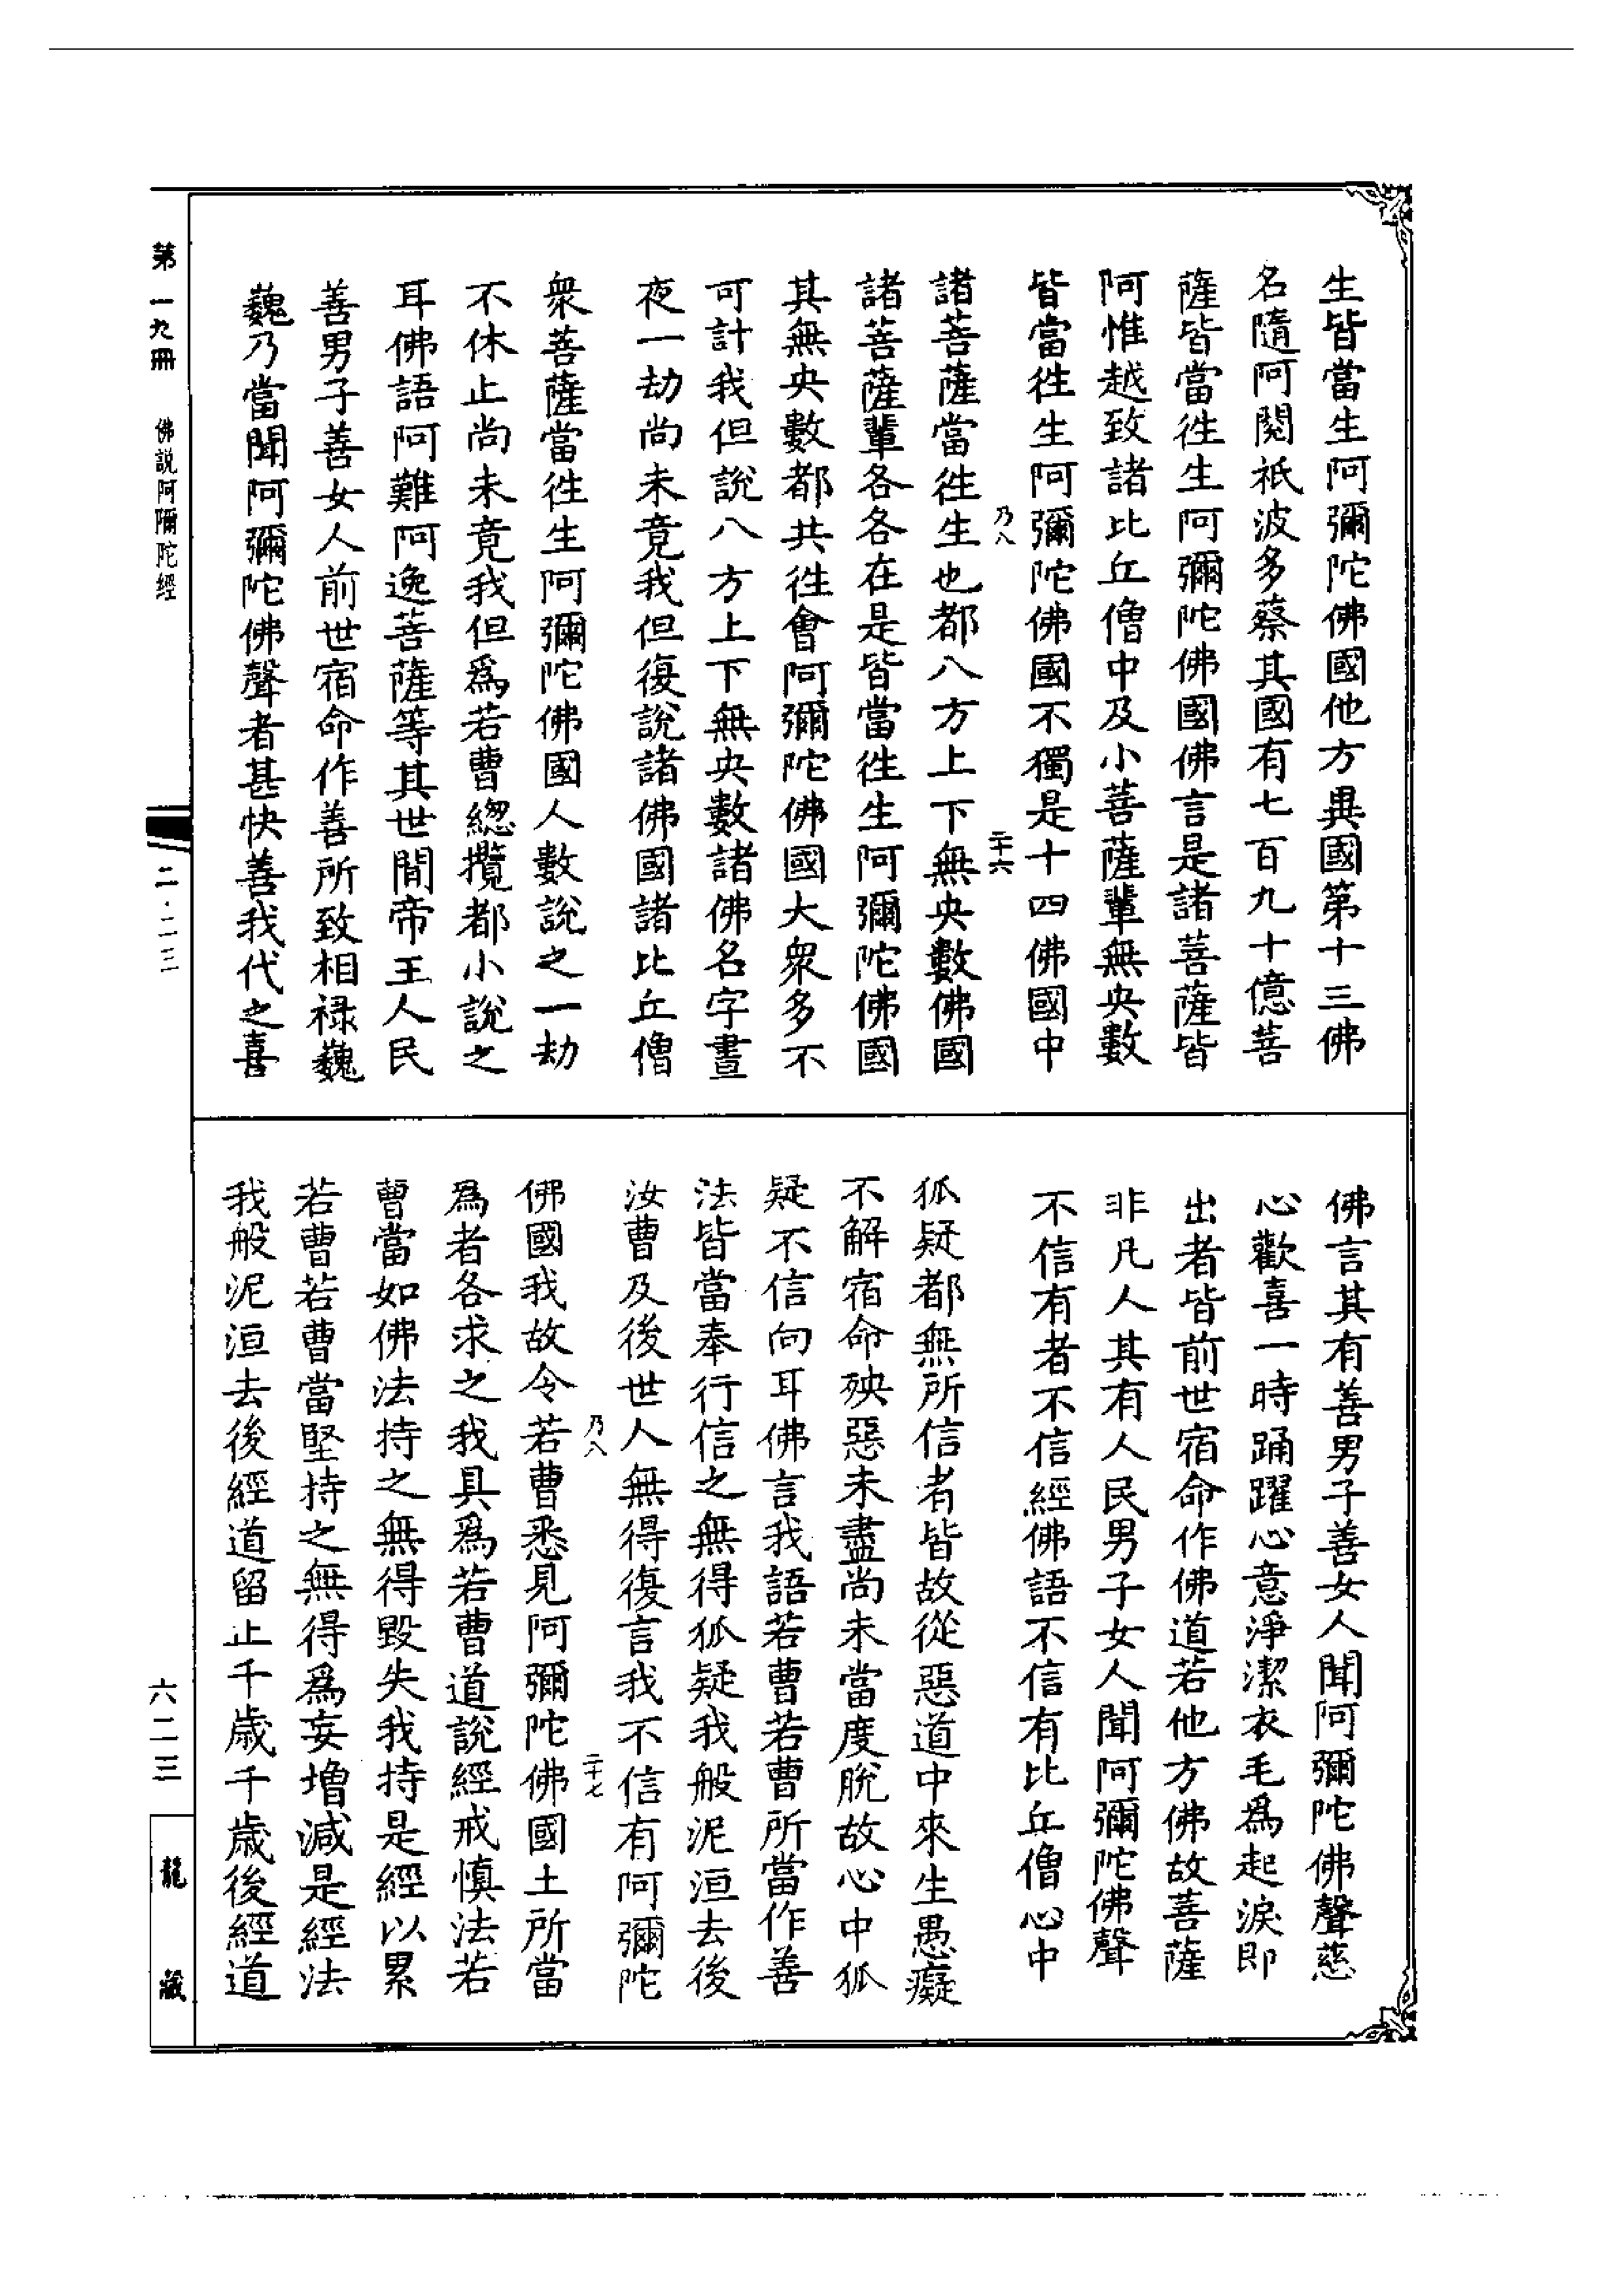 生皆當生阿彌陀佛國他方異國第十三佛
名隨阿閱祇波多蔡其國有七百九十億菩
薩皆當徃生阿彌陀佛國佛言是諸菩薩皆
阿惟越致諸比丘僧中及小菩薩輩無央數
皆當徃生阿彌陀佛國不獨是十四佛國中
乃八
二十六
諸菩薩當徃生也都八方上下無央數佛國
諸菩薩輩各各在是皆當徃生阿彌陀佛國
其無央數都共徃會阿彌陀佛國大衆多不
可計我但說八方上下無央數諸佛名字晝
夜一劫尚未竟我但復說諸佛國諸比丘僧
衆菩薩當徃生阿彌陀佛國人數說之一劫
不休止尚未竟我但爲若曹緫攬都小說之
耳佛語阿難阿逸菩薩等其世間帝王人民
善男子善女人前世宿命作善所致相禄巍
巍乃當聞阿彌陀佛聲者甚快善我代之喜
佛言其有善男子善女人聞阿彌陀佛聲慈
心歡喜一時踊躍心意淨潔衣毛爲起淚即
出者皆前世宿命作佛道若他方佛故菩薩
非凡人其有人民男子女人聞阿彌陀佛聲
不信有者不信經佛語不信有比丘僧心中
狐疑都無所信者皆故從惡道中來生愚癡
不解宿命殃惡未盡尚未當度脫故心中狐
疑不信向耳佛言我語若曹若曹所當作善
法皆當奉行信之無得狐疑我般泥洹去後
汝曹及後世人無得復言我不信有阿彌陀
乃八
二十七
佛國我故令若曹悉見阿彌陀佛國土所當
爲者各求之我具爲若曹道說經戒慎法若
曹當如佛法持之無得毀失我持是經以累
若曹若曹當堅持之無得爲妄增減是經法
我般泥洹去後經道留止千歲千歲後經道
第一九冊
佛説阿彌陀經
二·二三
六二三
龍藏